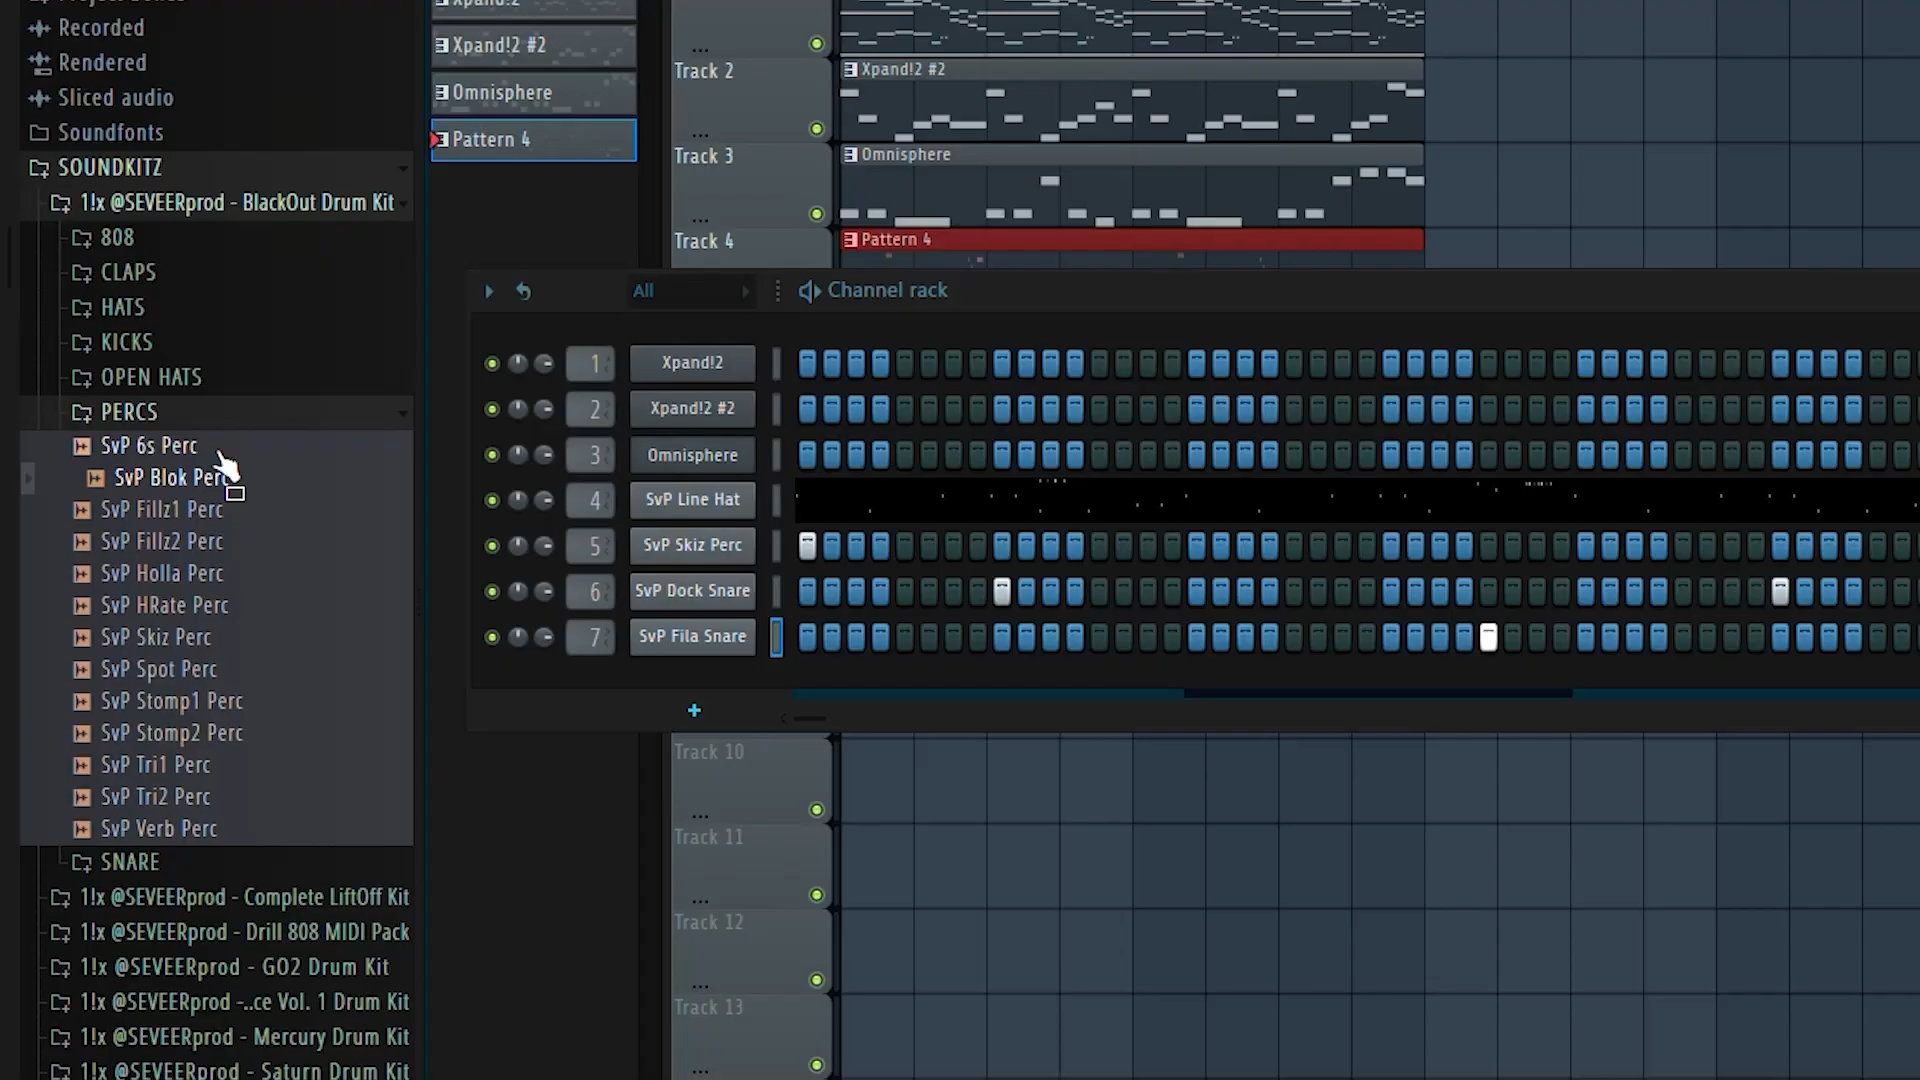 Recorded
Rendered
Sliced audio
Soundfonts
SOUNDKITZ
1!x @SEVEERprod - BlackOut Drum Kit
808
CLAPS
HATS
KICKS
OPEN HATS
PERCS
SvP 6s Perc
SvP Blok Perc
SvP Fillz1 Perc
SvP Fillz2 Perc
SvP Holla Perc
SvP HRate Perc
SvP Skiz Perc
SvP Spot Perc
SvP Stomp1 Perc
SvP Stomp2 Perc
SvP Tri1 Perc
SvP Tri2 Perc
SvP Verb Perc
SNARE
1!x @SEVEERprod - Complete LiftOff Kit
1!x @SEVEERprod - Drill 808 MIDI Pack
1!x @SEVEERprod - GO2 Drum Kit
1!x @SEVEERprod -..ce Vol. 1 Drum Kit
1!x @SEVEERprod - Mercury Drum Kit
1!x @SEVEERprod - Saturn Drum Kit
Xpand!2
Xpand!2 #2
Omnisphere
Pattern 4
...
Track 2
Xpand!2 #2
...
Track 3
Omnisphere
...
Track 4
Pattern 4
All
Channel rack
1 Xpand!2
2 Xpand!2 #2
3 Omnisphere
4 SvP Line Hat
5 SvP Skiz Perc
6 SvP Dock Snare
7 SvP Fila Snare
+
Track 10
...
Track 11
...
Track 12
...
Track 13
...